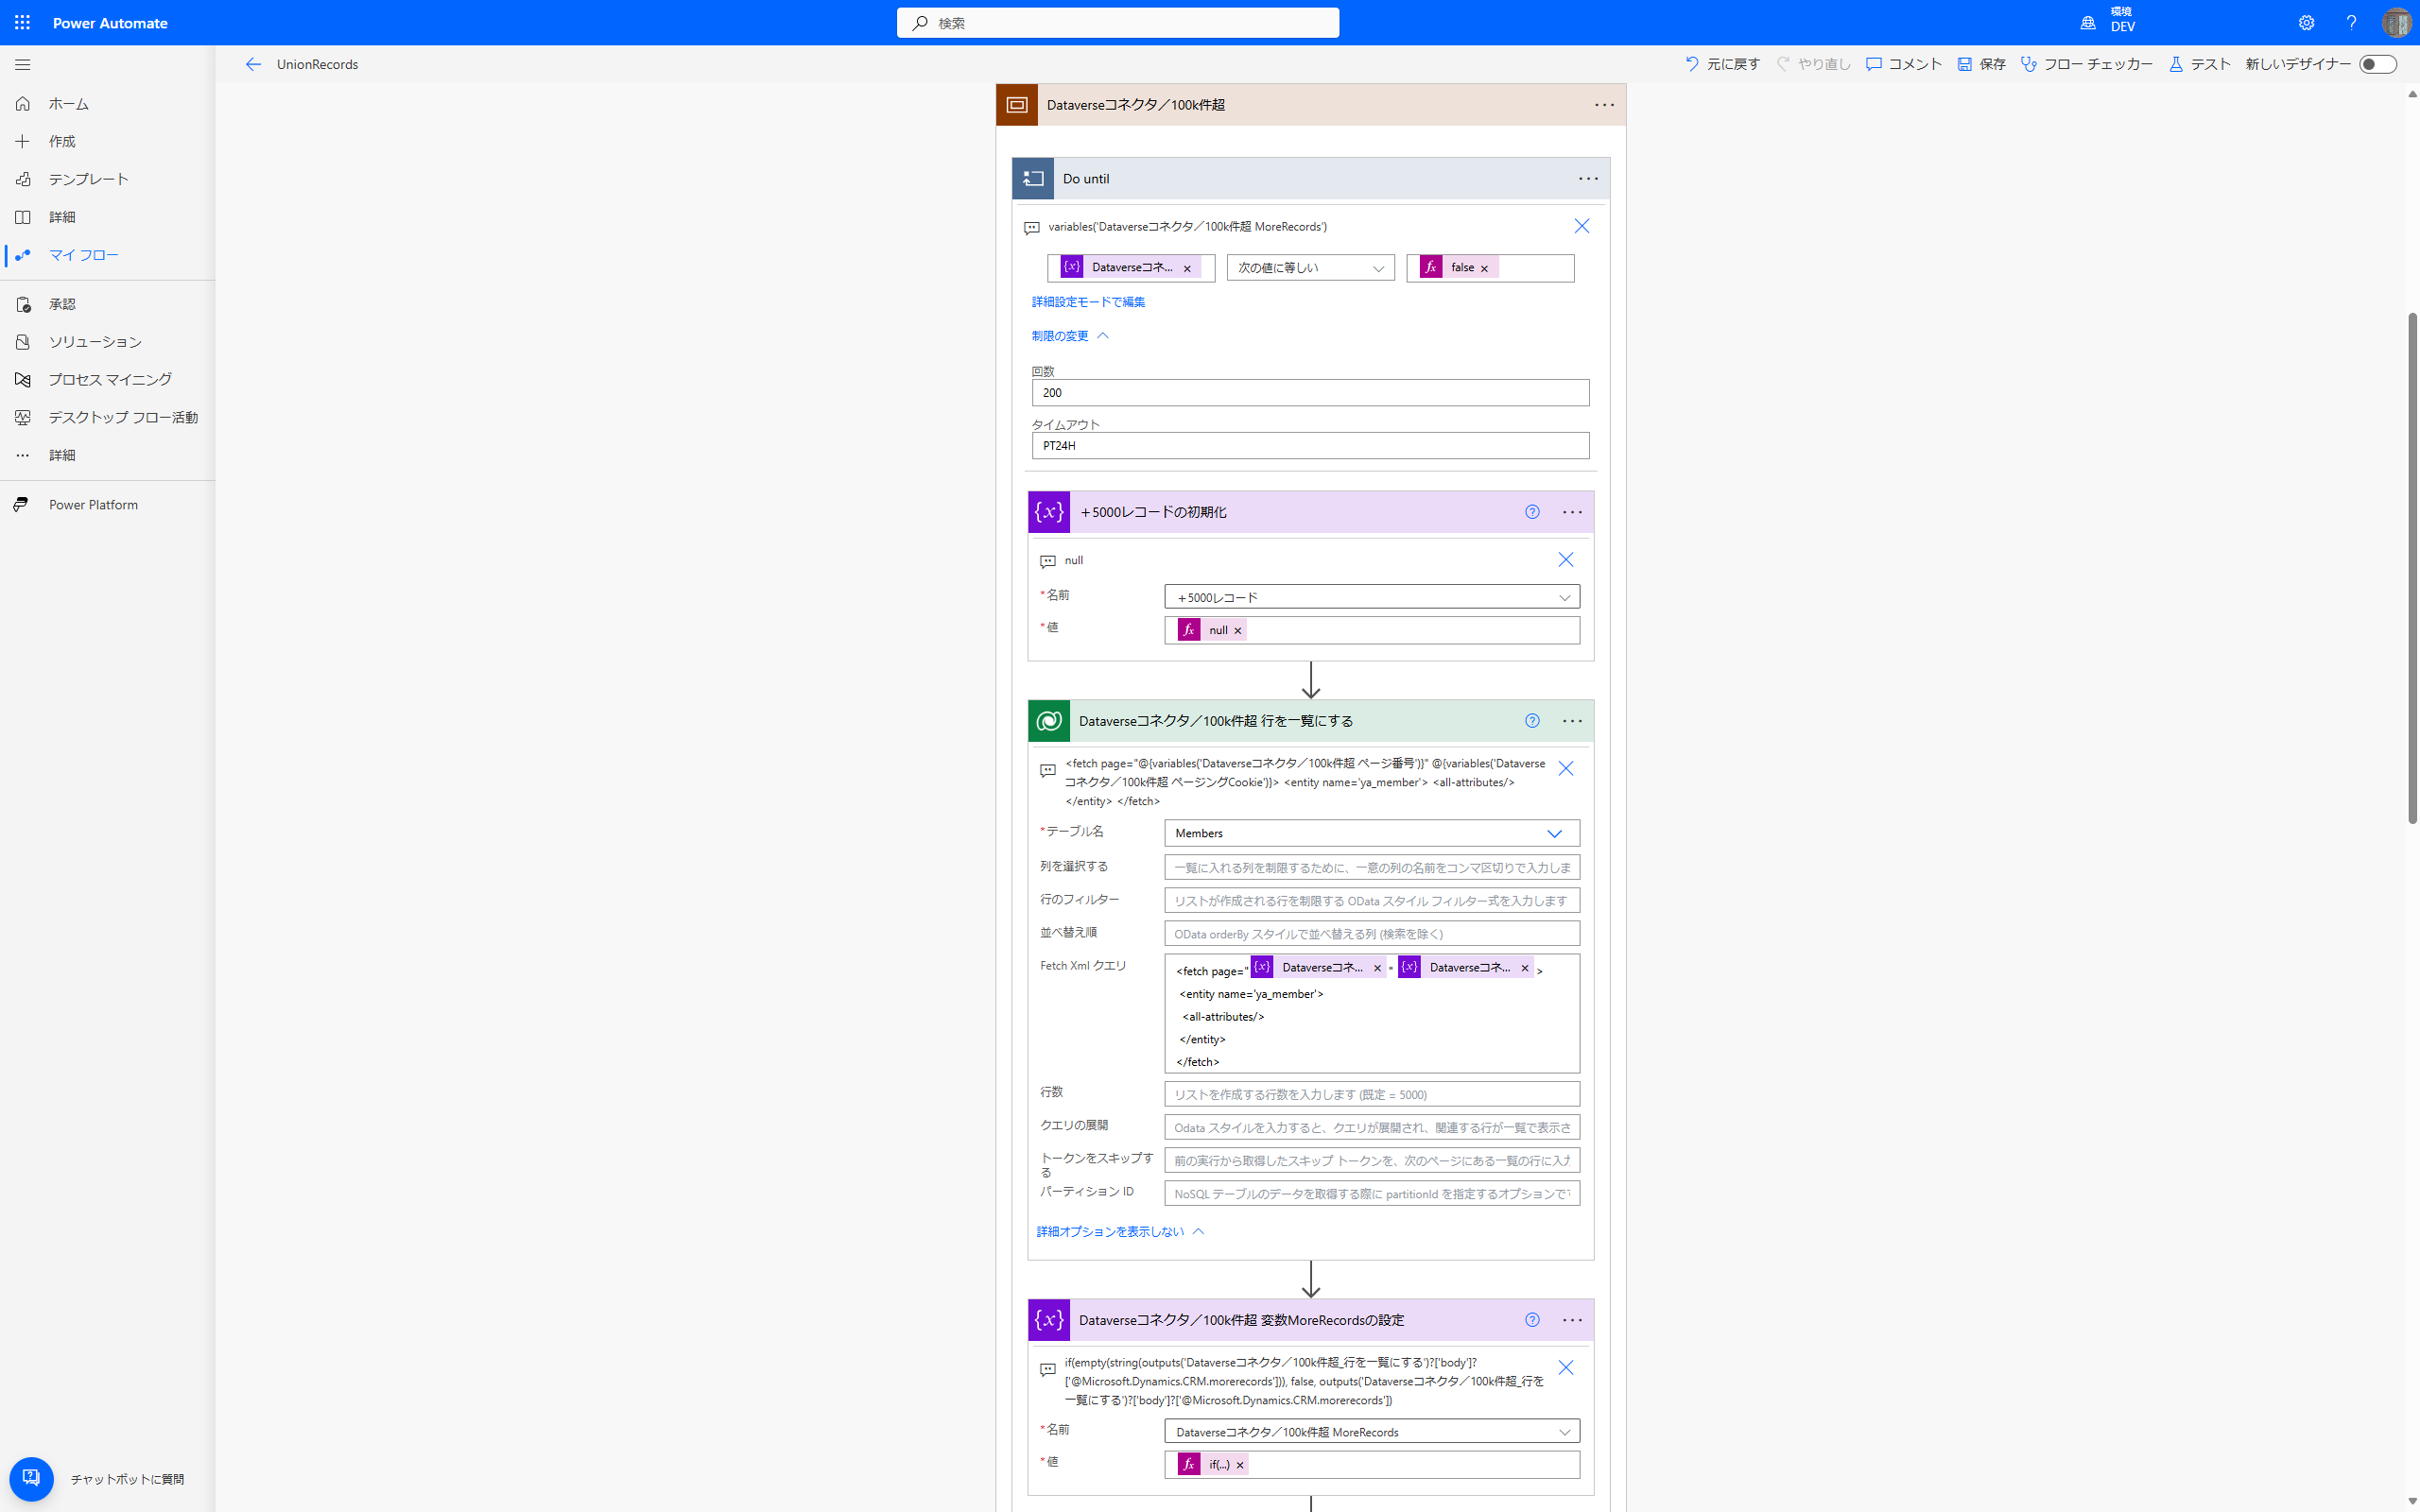 Power Automate
検索
環境
DEV
UnionRecords
元に戻す
やり直し
コメント
保存
フロー チェッカー
テスト
新しいデザイナー
ホーム
作成
テンプレート
詳細
マイ フロー
承認
ソリューション
プロセス マイニング
デスクトップ フロー活動
詳細
Power Platform
チャットボットに質問
Dataverseコネクタ／100k件超
Do until
variables('Dataverseコネクタ／100k件超 MoreRecords')
Dataverseコネ... 次の値に等しい false
詳細設定モードで編集
制限の変更
回数
200
タイムアウト
PT24H
＋5000レコードの初期化
null
*名前 ＋5000レコード
*値 null
Dataverseコネクタ／100k件超 行を一覧にする
<fetch page="@{variables('Dataverseコネクタ／100k件超 ページ番号')}" @{variables('Dataverse
コネクタ／100k件超 ページングCookie')}> <entity name='ya_member'> <all-attributes/>
</entity> </fetch>
*テーブル名 Members
列を選択する 一覧に入れる列を制限するために、一意の列の名前をコンマ区切りで入力しま
行のフィルター リストが作成される行を制限する OData スタイル フィルター式を入力します
並べ替え順 OData orderBy スタイルで並べ替える列 (検索を除く)
Fetch Xml クエリ <fetch page="Dataverseコネ... " Dataverseコネ... >
<entity name='ya_member'>
<all-attributes/>
</entity>
</fetch>
行数 リストを作成する行数を入力します (既定 = 5000)
クエリの展開 Odata スタイルを入力すると、クエリが展開され、関連する行が一覧で表示さ
トークンをスキップす
る 前の実行から取得したスキップ トークンを、次のページにある一覧の行に入力
パーティション ID NoSQL テーブルのデータを取得する際に partitionId を指定するオプションで
詳細オプションを表示しない
Dataverseコネクタ／100k件超 変数MoreRecordsの設定
if(empty(string(outputs('Dataverseコネクタ／100k件超_行を一覧にする')?['body']?
['@Microsoft.Dynamics.CRM.morerecords'])), false, outputs('Dataverseコネクタ／100k件超_行を
一覧にする')?['body']?['@Microsoft.Dynamics.CRM.morerecords'])
*名前 Dataverseコネクタ／100k件超 MoreRecords
*値 if(...)